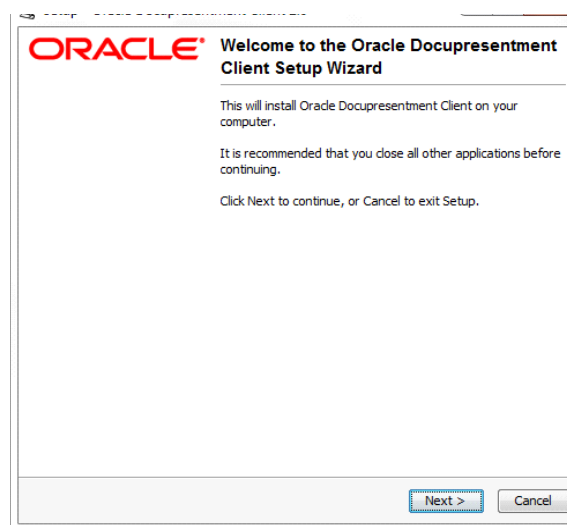 ORACLE®
Welcome to the Oracle Docupresentment
Client Setup Wizard
This will install Oracle Docupresentment Client on your
computer.
It is recommended that you close all other applications before
continuing.
Click Next to continue, or Cancel to exit Setup.
Next >
Cancel